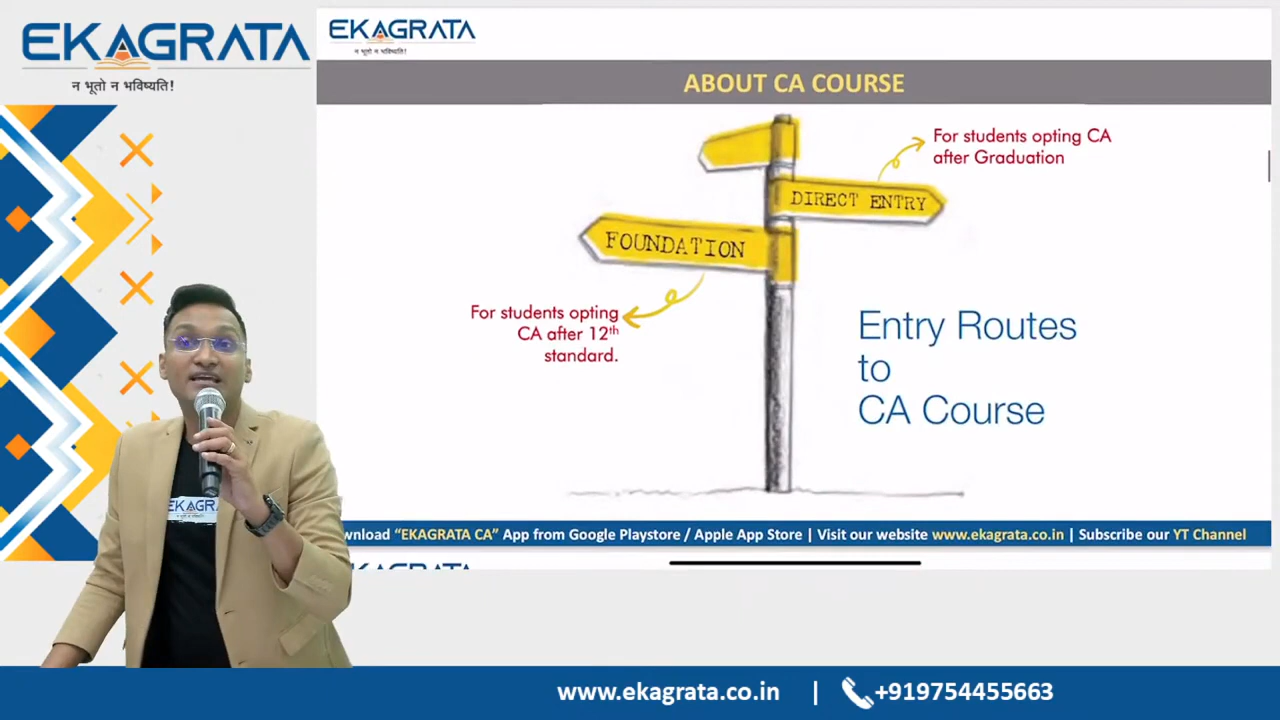 EKAGRATA
न भूतो न भविष्यति!
EKAGRATA
न भूतो न भविष्यति!
ABOUT CA COURSE
For students opting CA
after Graduation
DIRECT ENTRY
FOUNDATION
For students opting
CA after 12th
standard.
Entry Routes
to
CA Course
EKAGRATA
wnload “EKAGRATA CA” App from Google Playstore / Apple App Store | Visit our website www.ekagrata.co.in | Subscribe our YT Channel
www.ekagrata.co.in | +919754455663